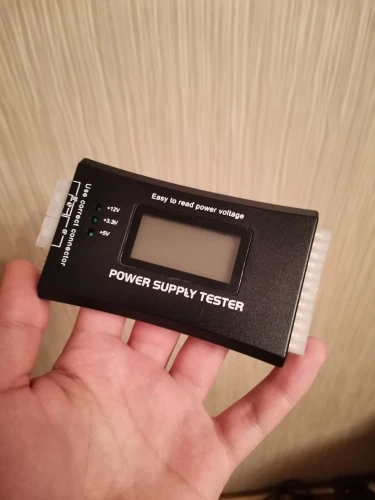 Easy to read power voltage
+12V
+3.3V
+5V
Use correct connector
POWER SUPPLY TESTER